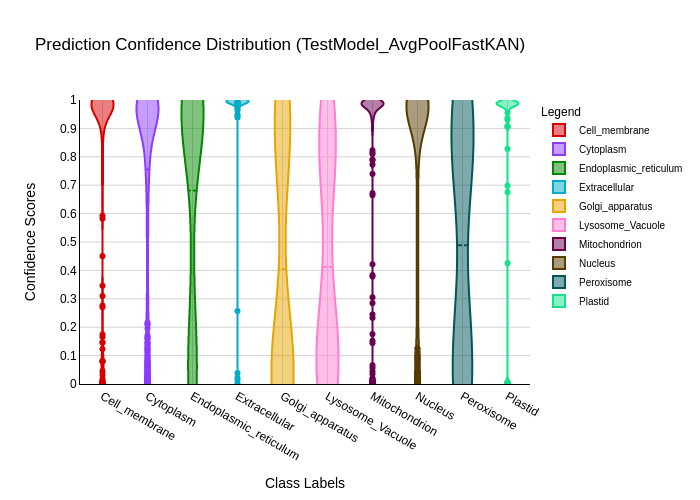 Prediction Confidence Distribution (TestModel_AvgPoolFastKAN)
Confidence Scores
1
0.9
0.8
0.7
0.6
0.5
0.4
0.3
0.2
0.1
0
Cell_membrane
Cytoplasm
Endoplasmic_reticulum
Extracellular
Golgi_apparatus
Lysosome_Vacuole
Mitochondrion
Nucleus
Peroxisome
Plastid
Class Labels
Legend
Cell_membrane
Cytoplasm
Endoplasmic_reticulum
Extracellular
Golgi_apparatus
Lysosome_Vacuole
Mitochondrion
Nucleus
Peroxisome
Plastid